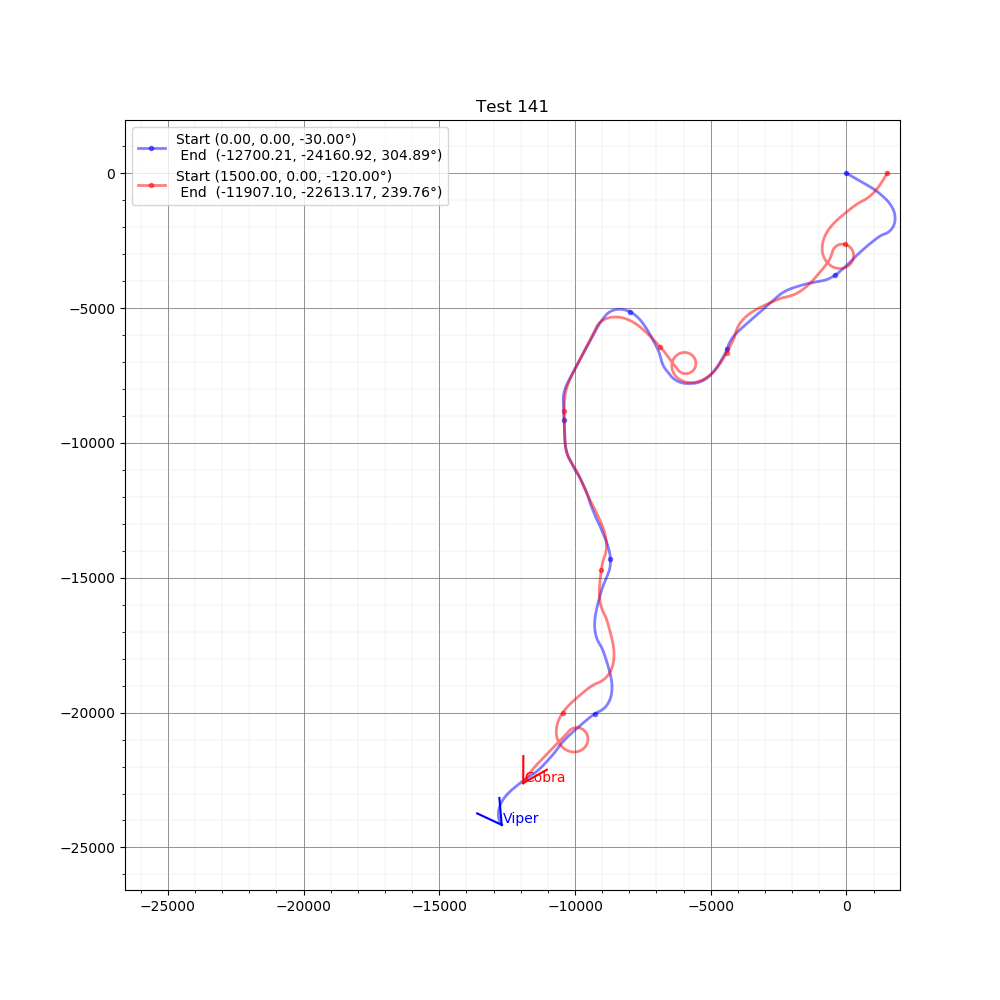 Test 141
Start (0.00, 0.00, -30.00°)
End  (-12700.21, -24160.92, 304.89°)
Start (1500.00, 0.00, -120.00°)
End  (-11907.10, -22613.17, 239.76°)
0
−5000
−10000
−15000
−20000
−25000
Cobra
Viper
−25000 −20000 −15000 −10000 −5000 0